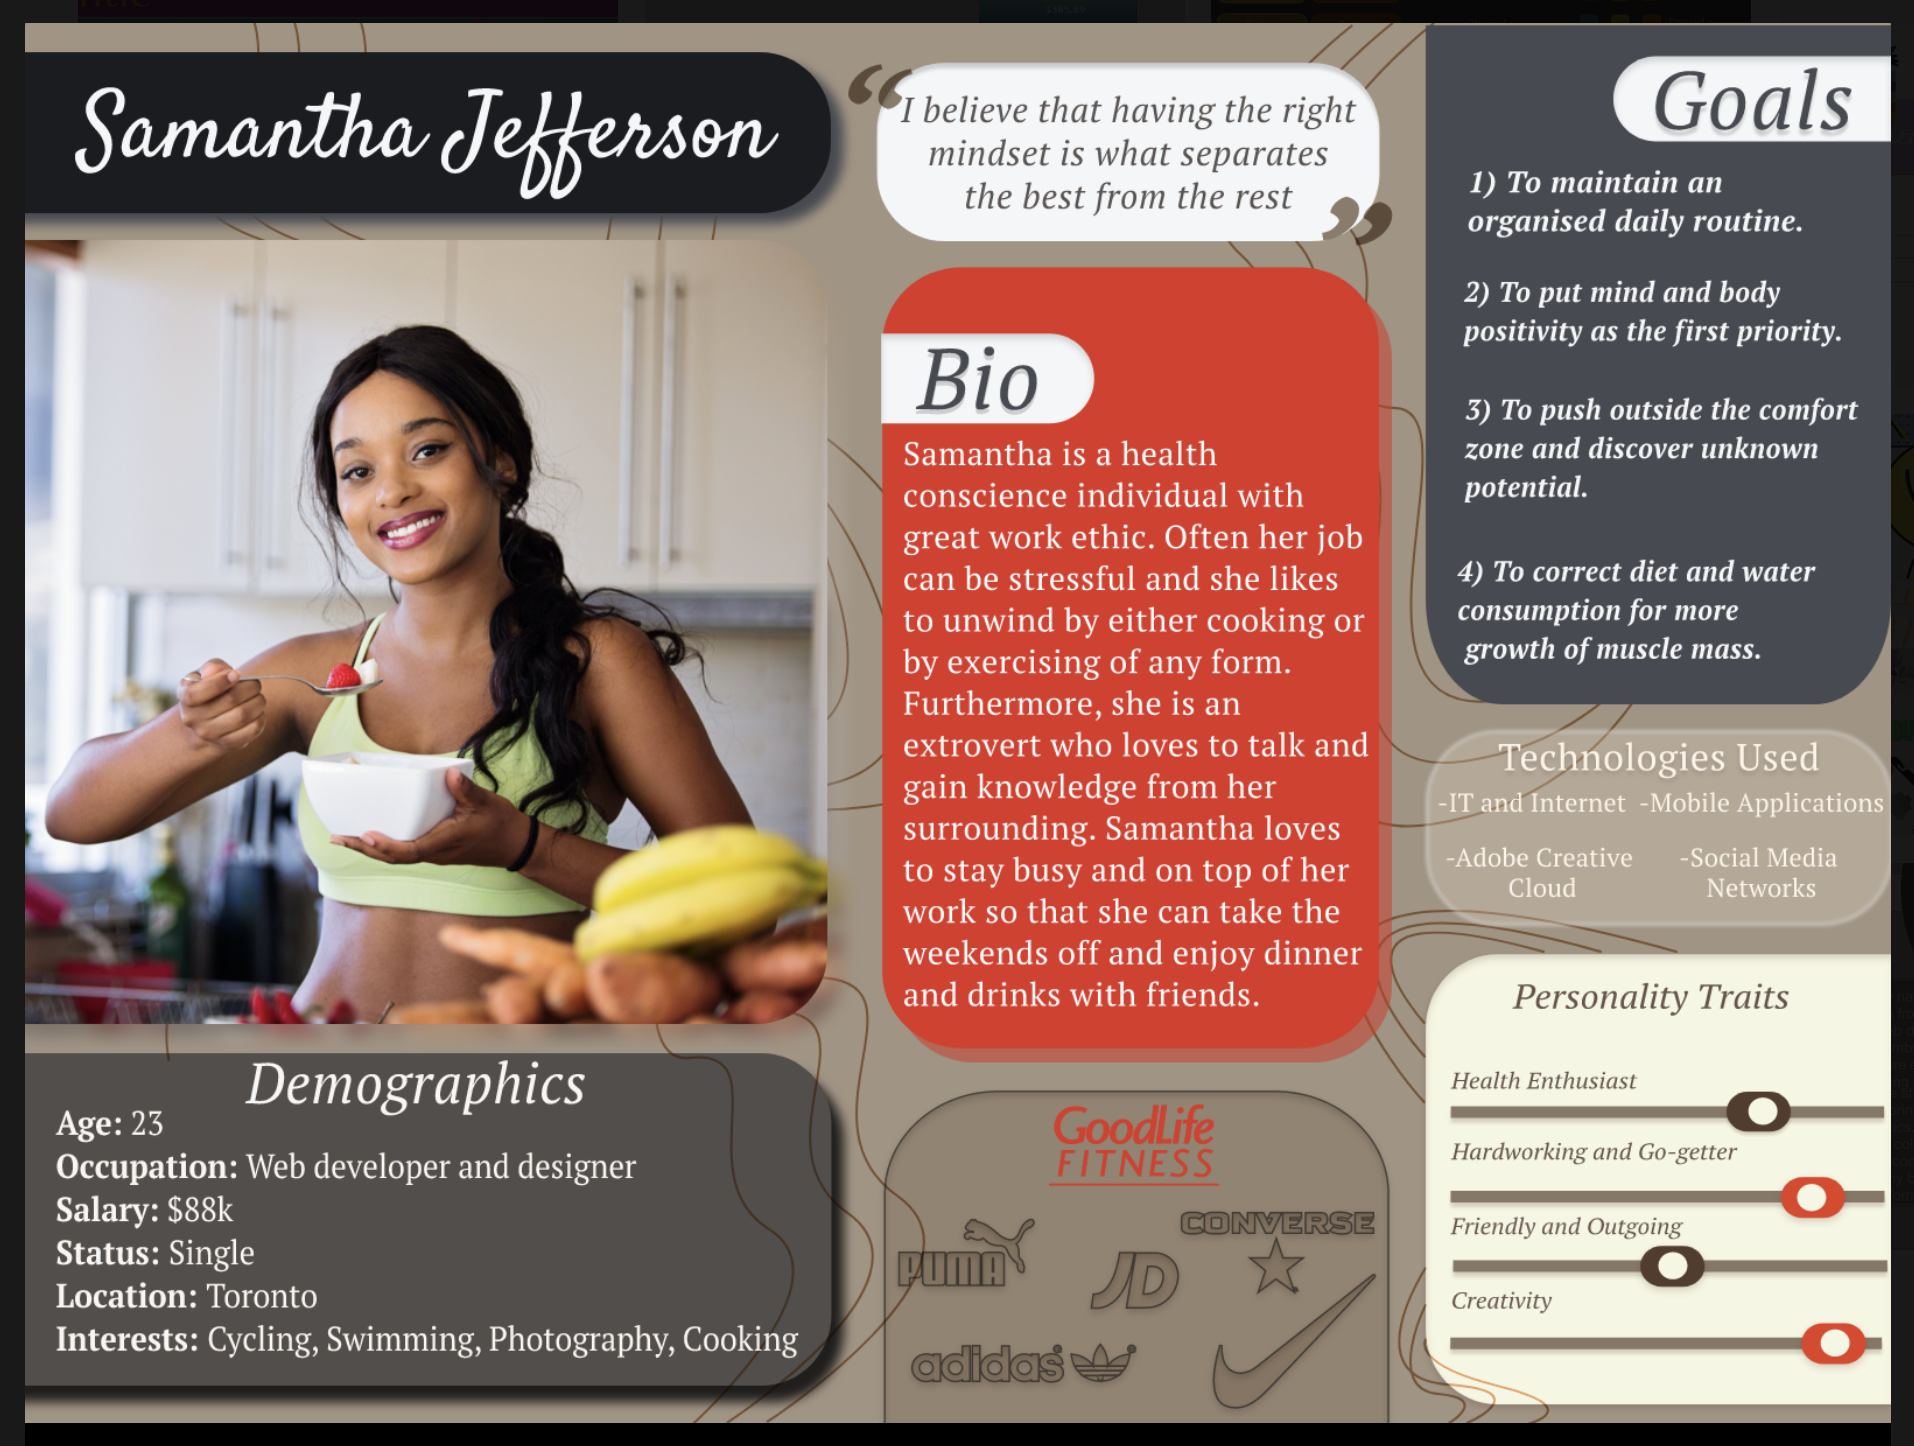 Samantha Jefferson
“
I believe that having the right
mindset is what separates
the best from the rest
”
Bio
Samantha is a health
conscience individual with
great work ethic. Often her job
can be stressful and she likes
to unwind by either cooking or
by exercising of any form.
Furthermore, she is an
extrovert who loves to talk and
gain knowledge from her
surrounding. Samantha loves
to stay busy and on top of her
work so that she can take the
weekends off and enjoy dinner
and drinks with friends.
Goals
1) To maintain an
organised daily routine.
2) To put mind and body
positivity as the first priority.
3) To push outside the comfort
zone and discover unknown
potential.
4) To correct diet and water
consumption for more
growth of muscle mass.
Technologies Used
-IT and Internet
-Mobile Applications
-Adobe Creative
Cloud
-Social Media
Networks
Personality Traits
Health Enthusiast
Hardworking and Go-getter
Friendly and Outgoing
Creativity
Demographics
Age: 23
Occupation: Web developer and designer
Salary: $88k
Status: Single
Location: Toronto
Interests: Cycling, Swimming, Photography, Cooking
GoodLife
FITNESS
PUMA
JD
CONVERSE
adidas